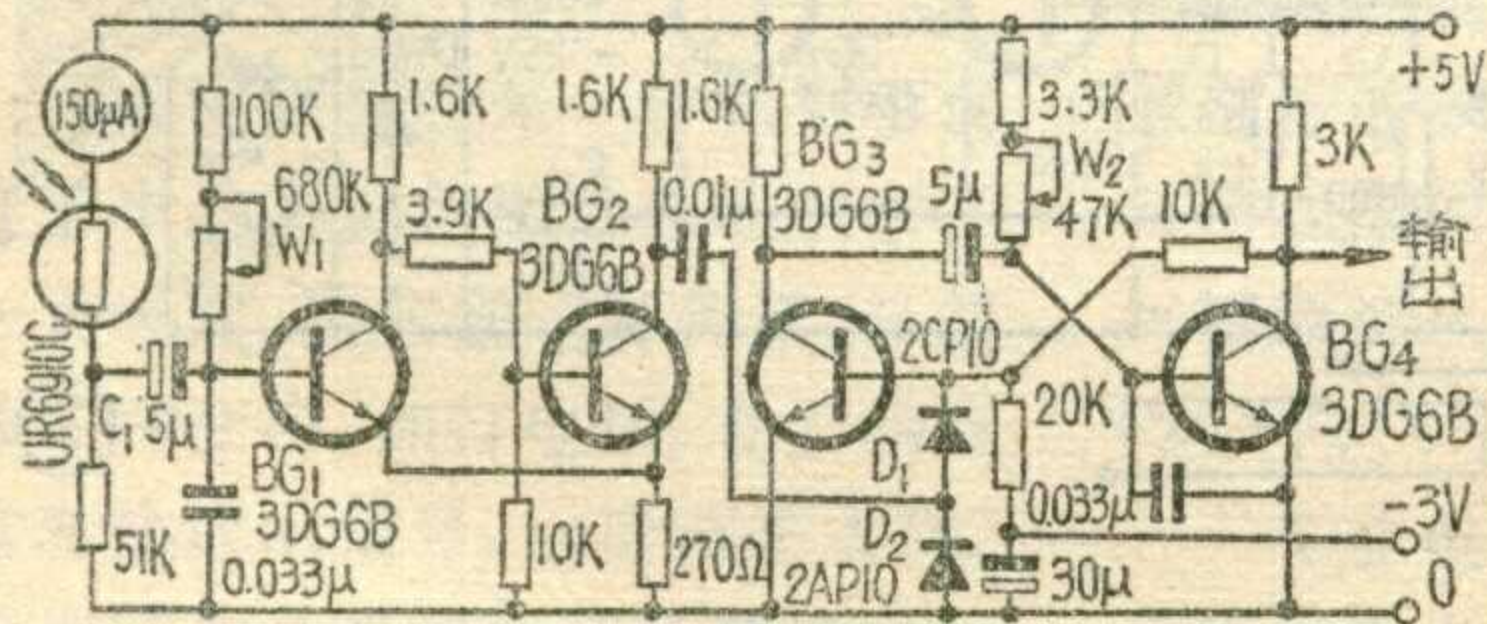 +5V
150μA
100K
1.6K
1.6K
1.6K
3.3K
3K
BG₃
3DG6B
W₂
47K
680K
W₁
3.9K
BG₂
3DG6B
0.01μ
5μ
10K
输出
UR69100
C₁ 5μ
2CP10
BG₄
3DG6B
20K
D₁
BG₁
3DG6B
51K
0.033μ
10K
270Ω
D₂
2AP10
0.033μ
30μ
-3V
0